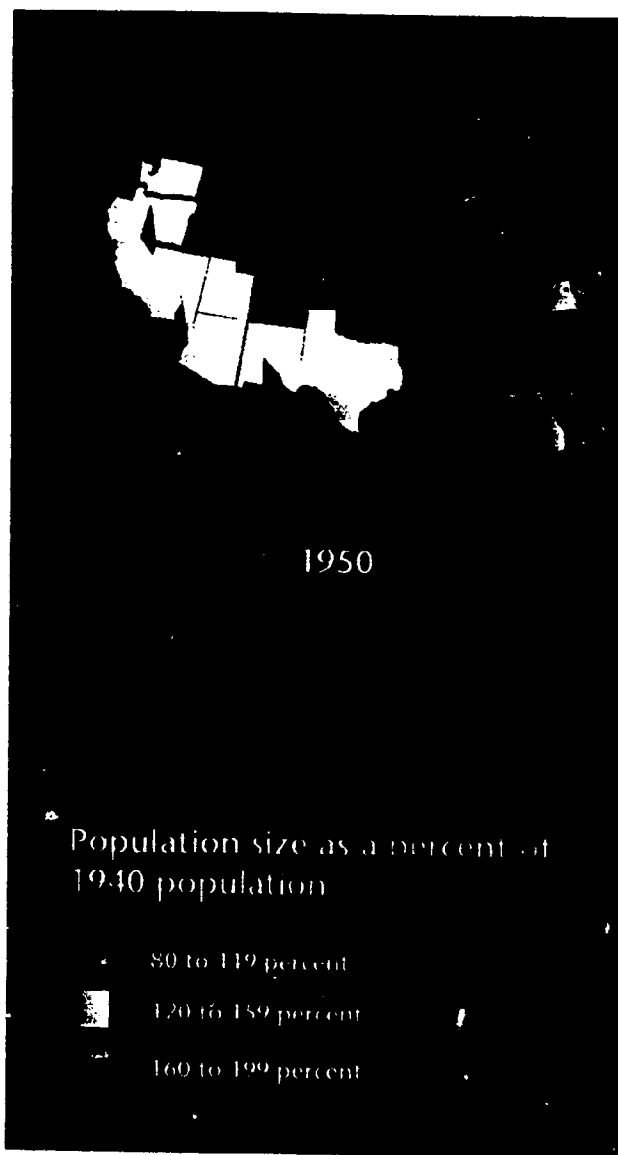 1950
Population size as a percent of
1940 population
80 to 119 percent
120 to 159 percent
160 to 199 percent